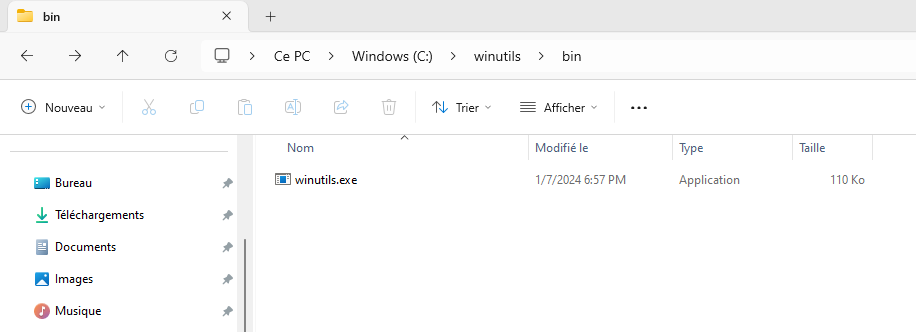 bin
Ce PC > Windows (C:) > winutils > bin
Nouveau Trier Afficher
Nom Modifié le Type Taille
winutils.exe 1/7/2024 6:57 PM Application 110 Ko
Bureau
Téléchargements
Documents
Images
Musique